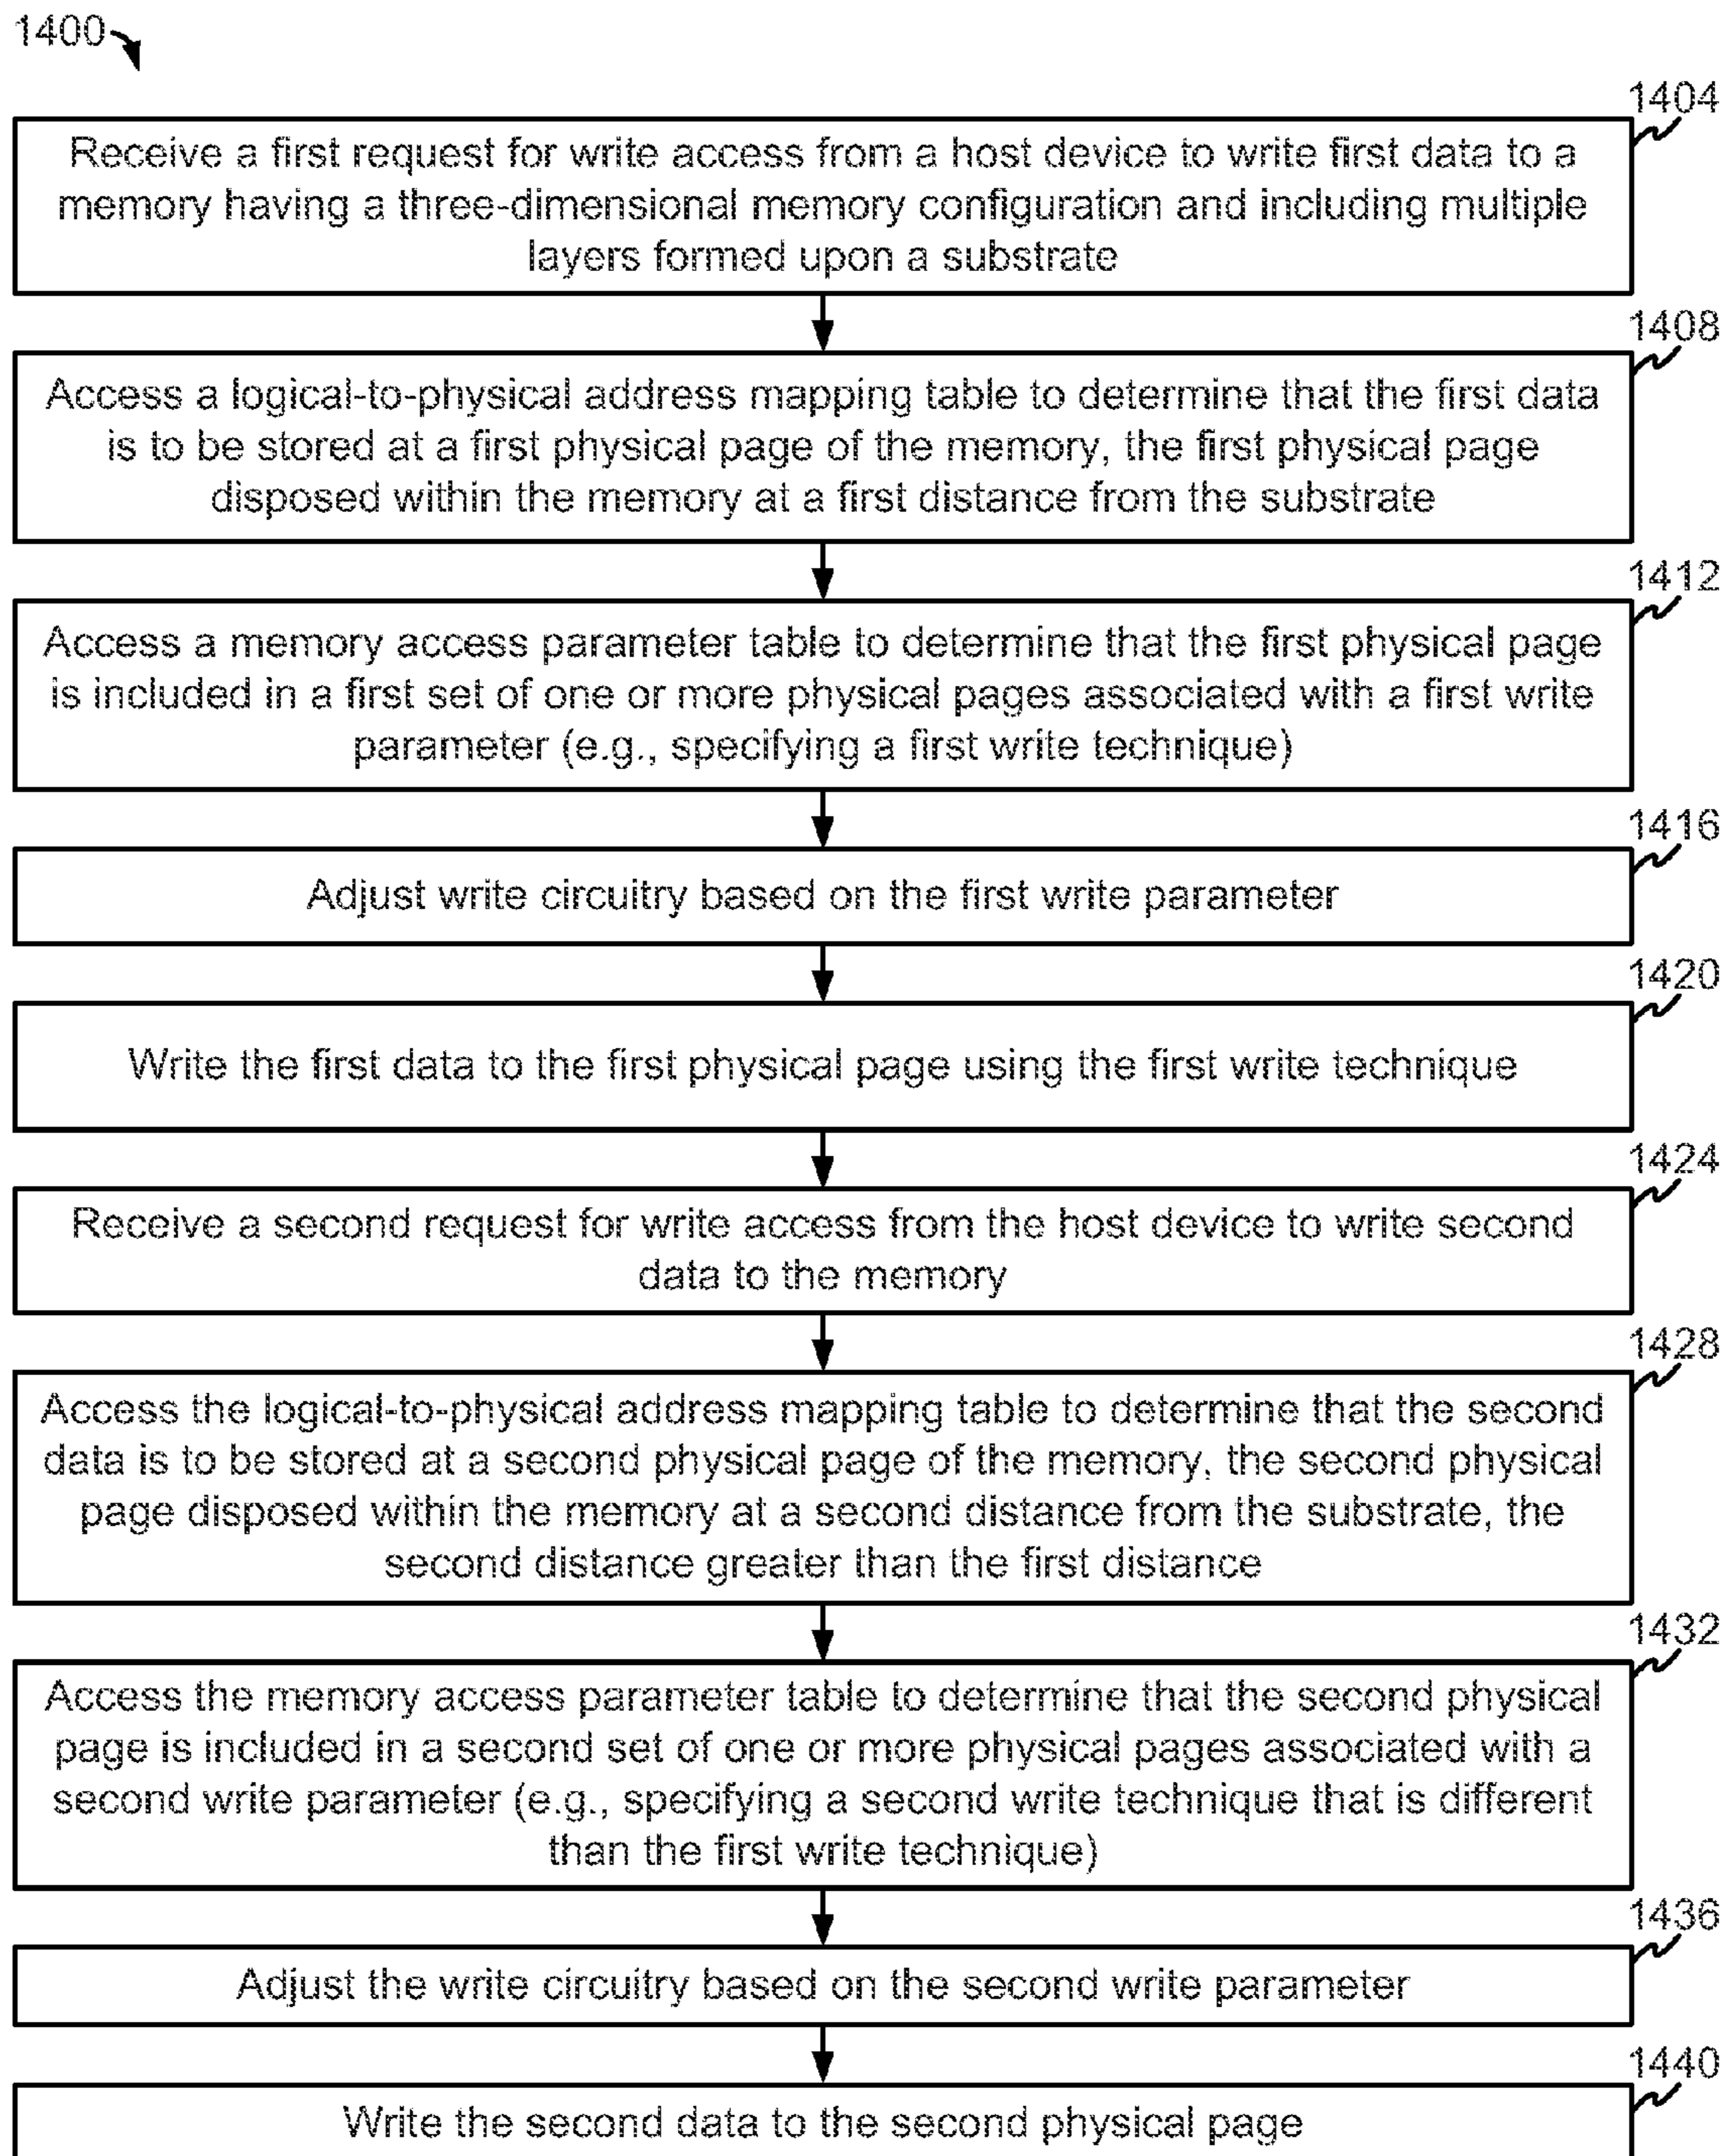 1400
1404
Receive a first request for write access from a host device to write first data to a
memory having a three-dimensional memory configuration and including multiple
layers formed upon a substrate
1408
Access a logical-to-physical address mapping table to determine that the first data
is to be stored at a first physical page of the memory, the first physical page
disposed within the memory at a first distance from the substrate
1412
Access a memory access parameter table to determine that the first physical page
is included in a first set of one or more physical pages associated with a first write
parameter (e.g., specifying a first write technique)
1416
Adjust write circuitry based on the first write parameter
1420
Write the first data to the first physical page using the first write technique
1424
Receive a second request for write access from the host device to write second
data to the memory
1428
Access the logical-to-physical address mapping table to determine that the second
data is to be stored at a second physical page of the memory, the second physical
page disposed within the memory at a second distance from the substrate, the
second distance greater than the first distance
1432
Access the memory access parameter table to determine that the second physical
page is included in a second set of one or more physical pages associated with a
second write parameter (e.g., specifying a second write technique that is different
than the first write technique)
1436
Adjust the write circuitry based on the second write parameter
1440
Write the second data to the second physical page